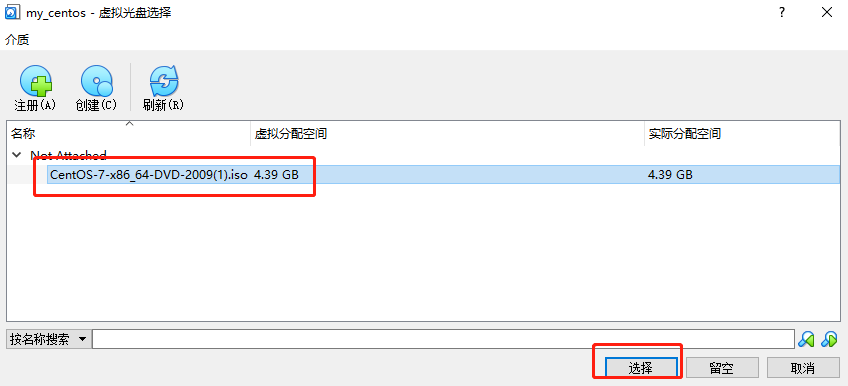 my_centos - 虚拟光盘选择 ?
介质
注册(A) 创建(C) 刷新(R)
名称 虚拟分配空间 实际分配空间
Not Attached
CentOS-7-x86_64-DVD-2009(1).iso 4.39 GB 4.39 GB
按名称搜索
选择 留空 取消